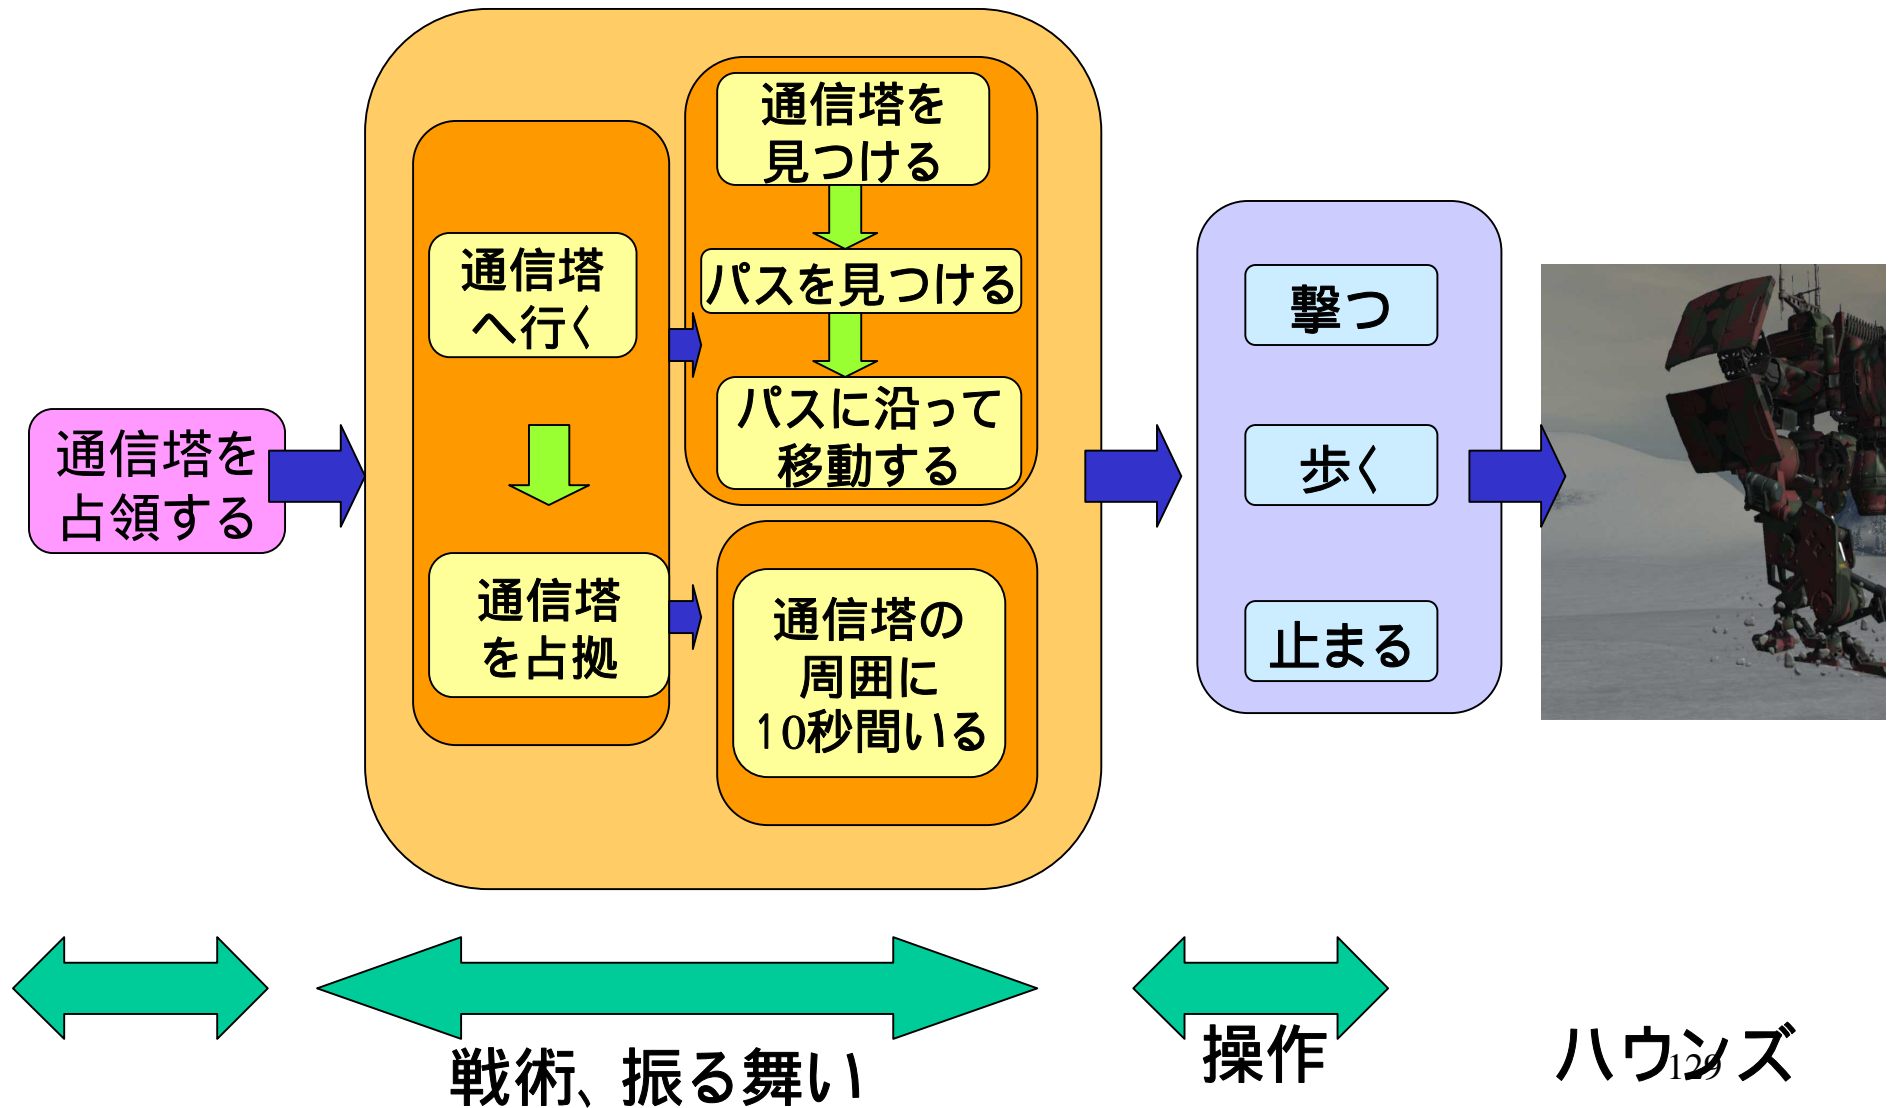 通信塔を
占領する
通信塔
へ行く
通信塔
を占拠
通信塔を
見つける
パスを見つける
パスに沿って
移動する
通信塔の
周囲に
10秒間いる
撃つ
歩く
止まる
戦術、振る舞い
操作
ハウンズ
129